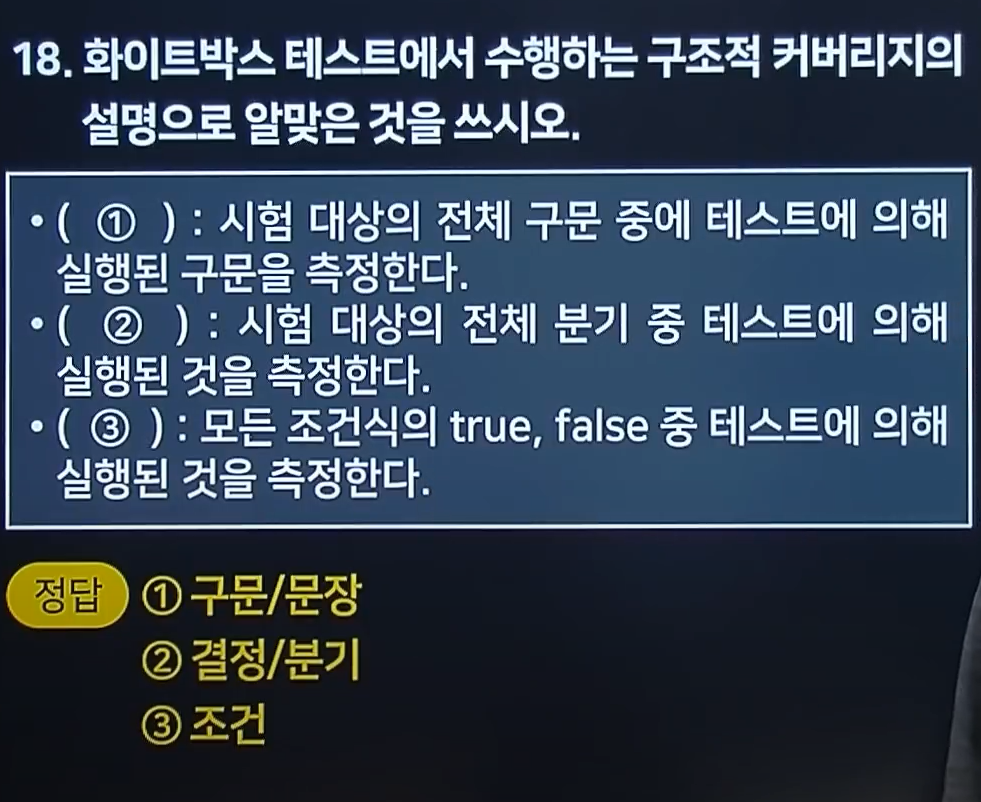 18. 화이트박스 테스트에서 수행하는 구조적 커버리지의
설명으로 알맞은 것을 쓰시오.
• ( ① ) : 시험 대상의 전체 구문 중에 테스트에 의해
실행된 구문을 측정한다.
• ( ② ) : 시험 대상의 전체 분기 중 테스트에 의해
실행된 것을 측정한다.
• ( ③ ) : 모든 조건식의 true, false 중 테스트에 의해
실행된 것을 측정한다.
정답 ① 구문/문장
② 결정/분기
③ 조건